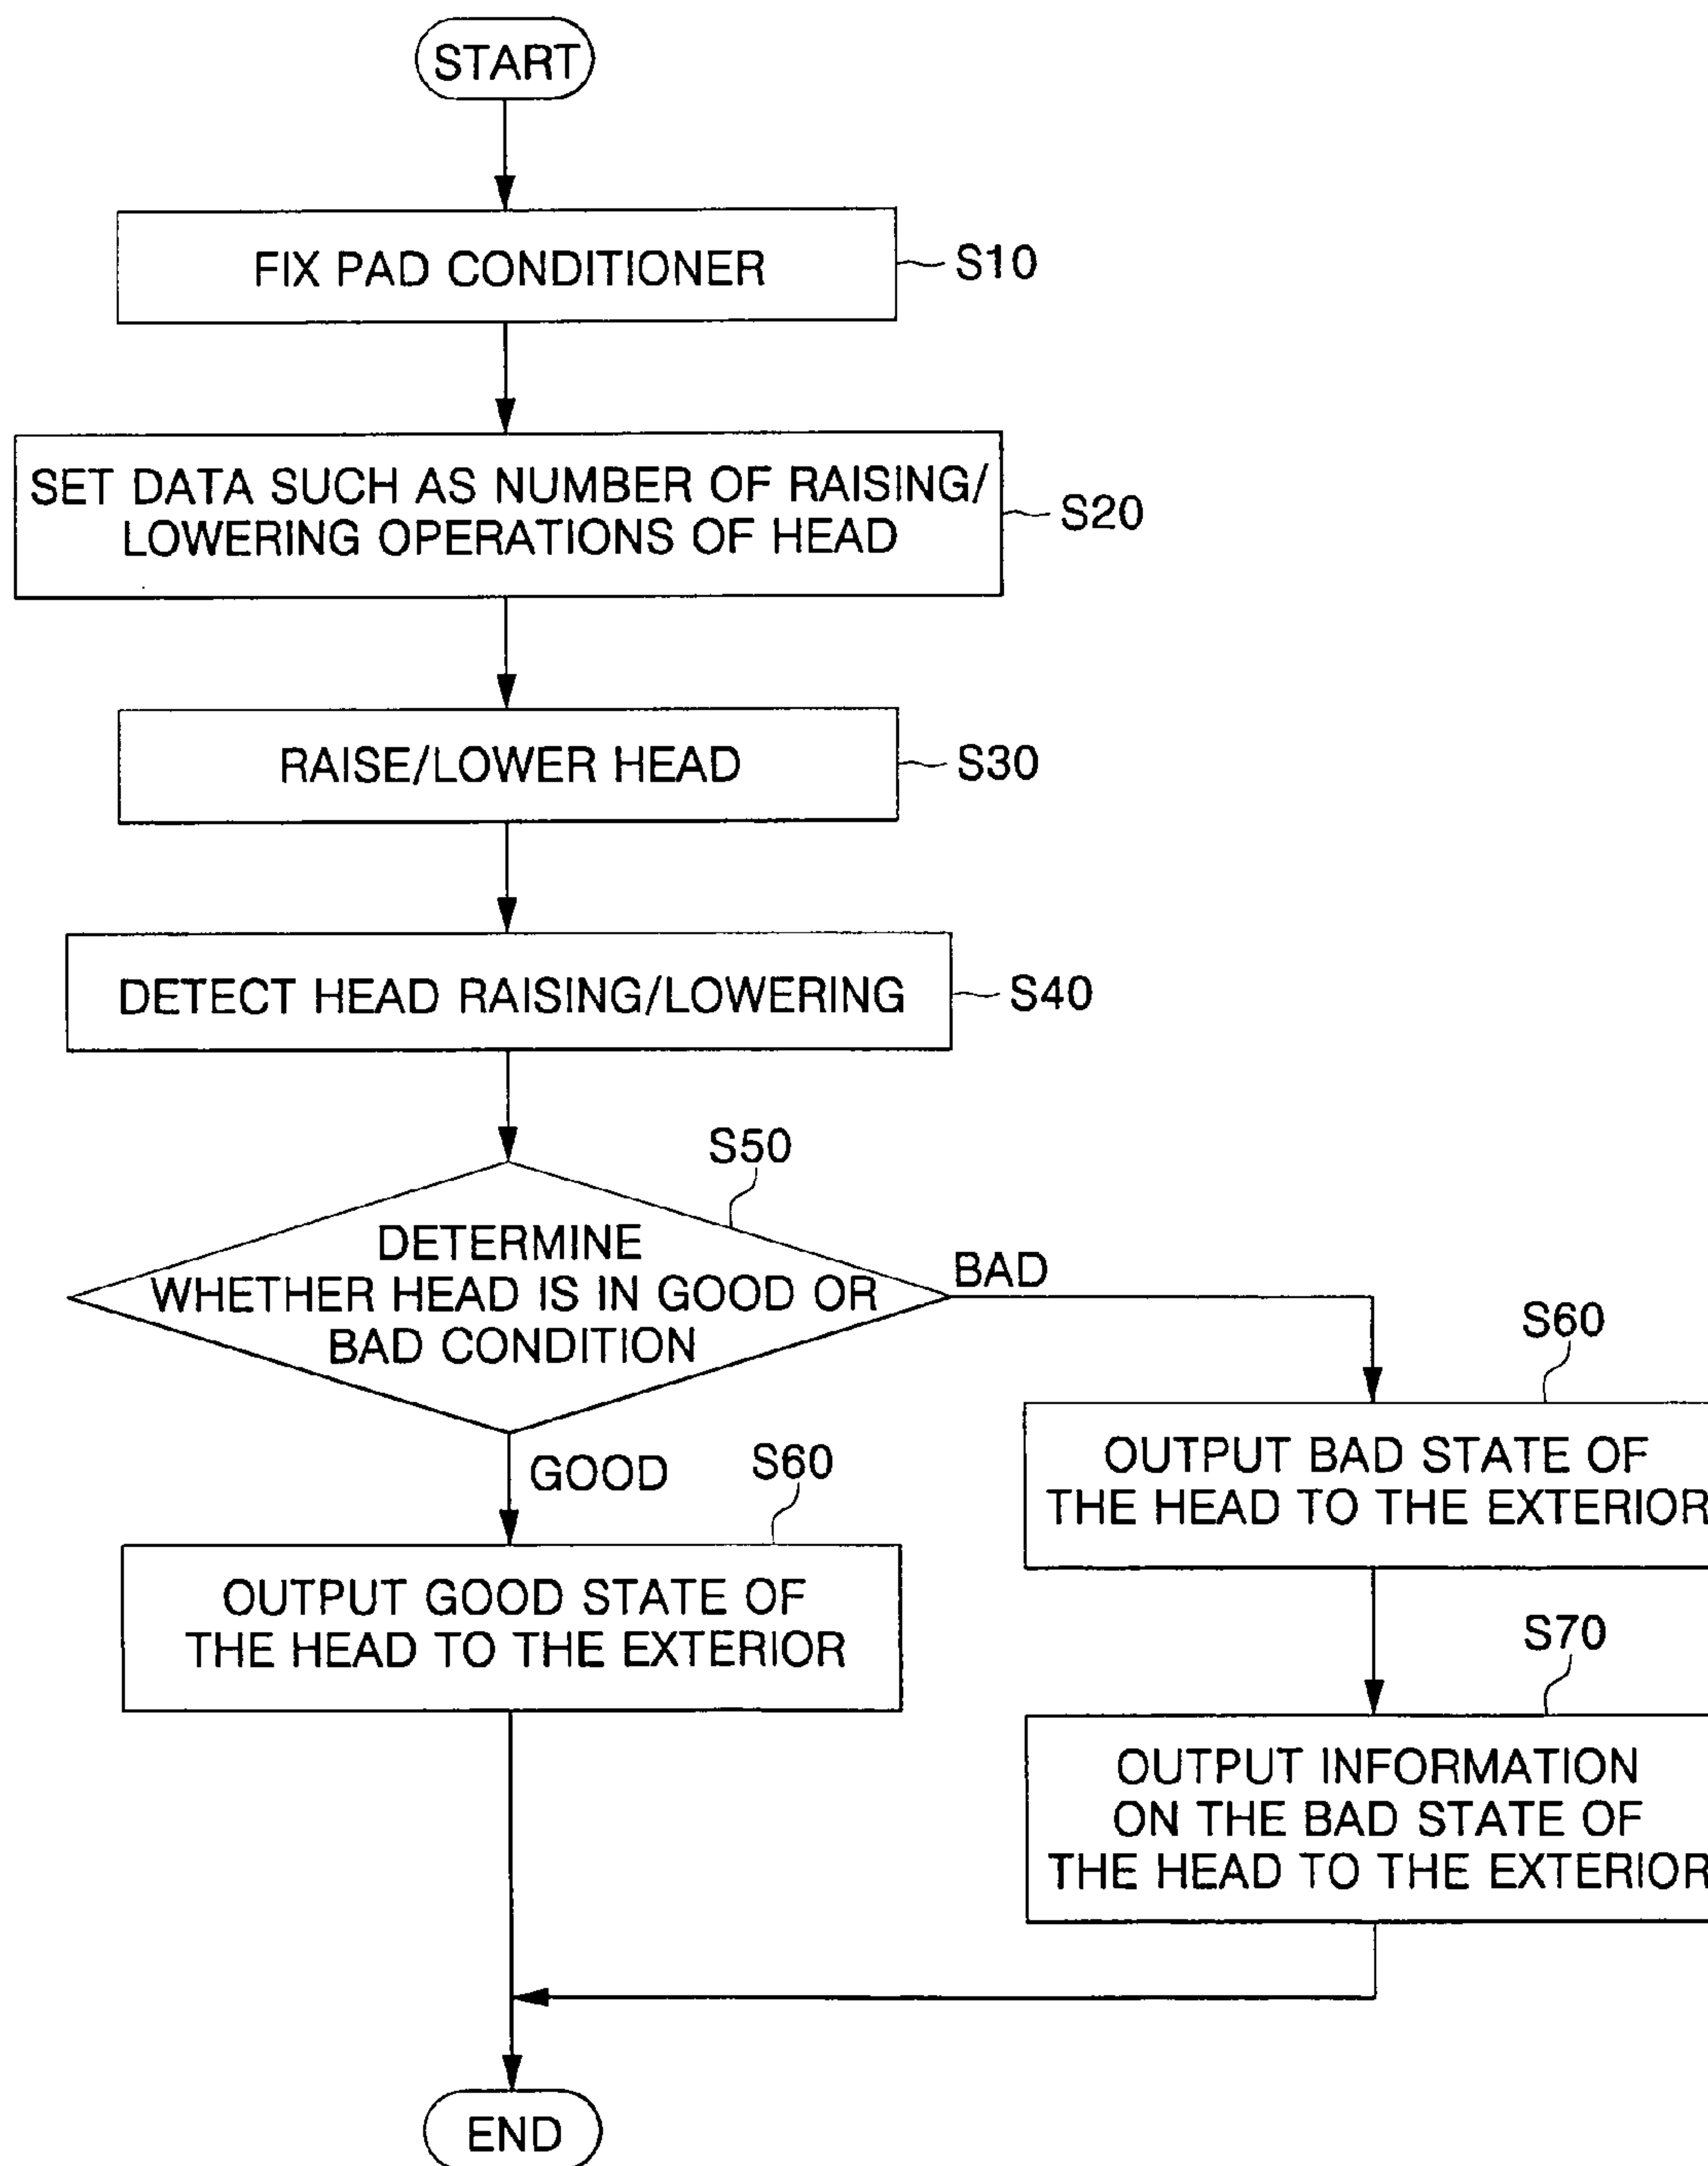 START
FIX PAD CONDITIONER
S10
SET DATA SUCH AS NUMBER OF RAISING/
LOWERING OPERATIONS OF HEAD
S20
RAISE/LOWER HEAD
S30
DETECT HEAD RAISING/LOWERING
S40
S50
DETERMINE
WHETHER HEAD IS IN GOOD OR
BAD CONDITION
BAD
S60
OUTPUT BAD STATE OF
THE HEAD TO THE EXTERIOR
GOOD
S60
OUTPUT GOOD STATE OF
THE HEAD TO THE EXTERIOR
S70
OUTPUT INFORMATION
ON THE BAD STATE OF
THE HEAD TO THE EXTERIOR
END